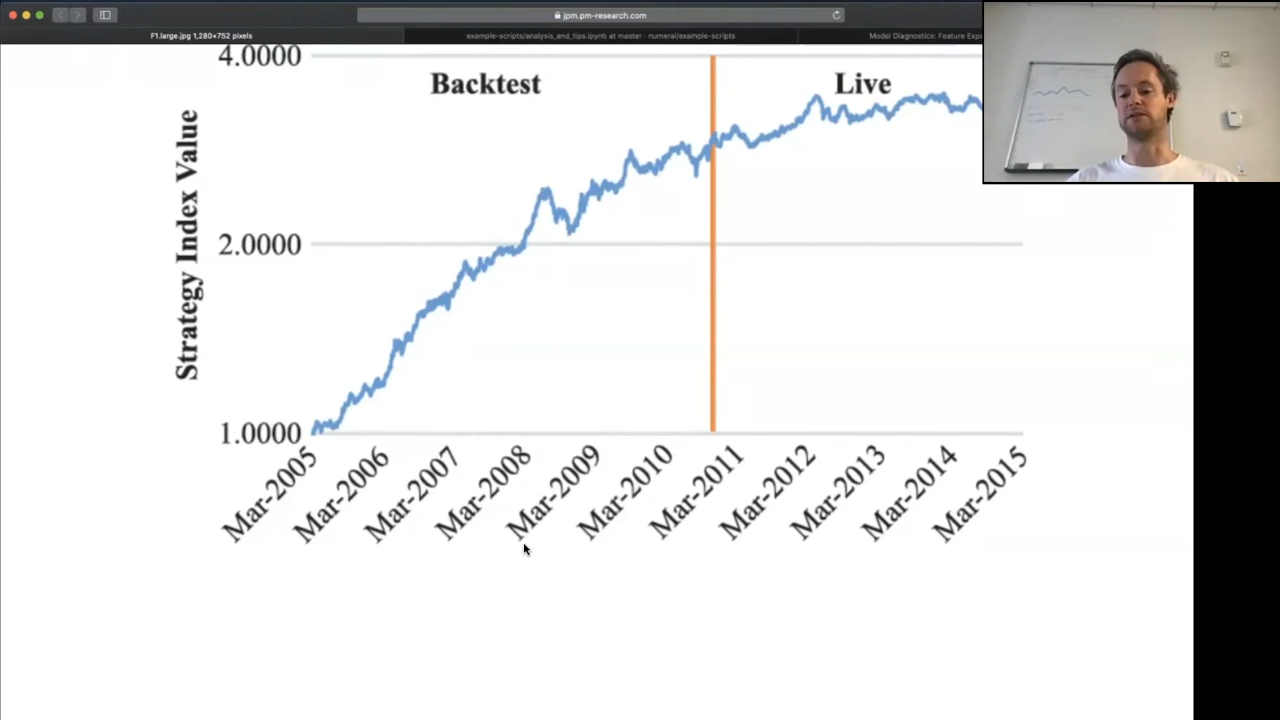 jpm.pm-research.com
F1.large.jpg 1,280×752 pixels
example-scripts/analysis_and_tips.ipynb at master · numerai/example-scripts
Model Diagnostics: Feature Expo
4.0000
Backtest
Live
Strategy Index Value
2.0000
1.0000
Mar-2005
Mar-2006
Mar-2007
Mar-2008
Mar-2009
Mar-2010
Mar-2011
Mar-2012
Mar-2013
Mar-2014
Mar-2015